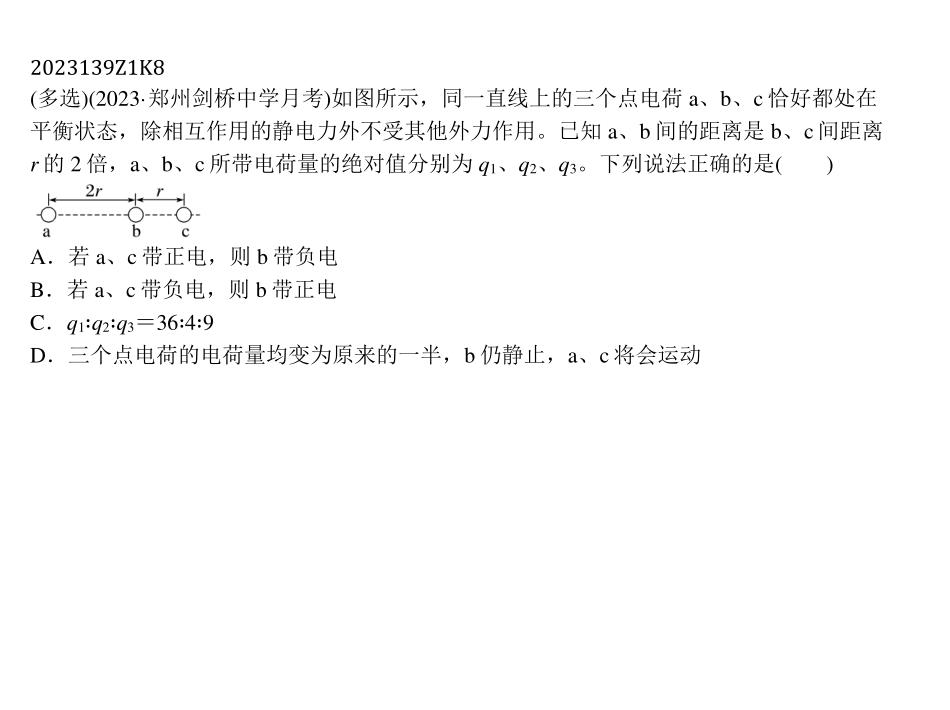 2023139Z1K8
(多选)(2023·郑州剑桥中学月考)如图所示，同一直线上的三个点电荷 a、b、c 恰好都处在
平衡状态，除相互作用的静电力外不受其他外力作用。已知 a、b 间的距离是 b、c 间距离
r 的 2 倍，a、b、c 所带电荷量的绝对值分别为 q₁、q₂、q₃。下列说法正确的是(　　)
2r r
a b c
A．若 a、c 带正电，则 b 带负电
B．若 a、c 带负电，则 b 带正电
C．q₁∶q₂∶q₃＝36∶4∶9
D．三个点电荷的电荷量均变为原来的一半，b 仍静止，a、c 将会运动